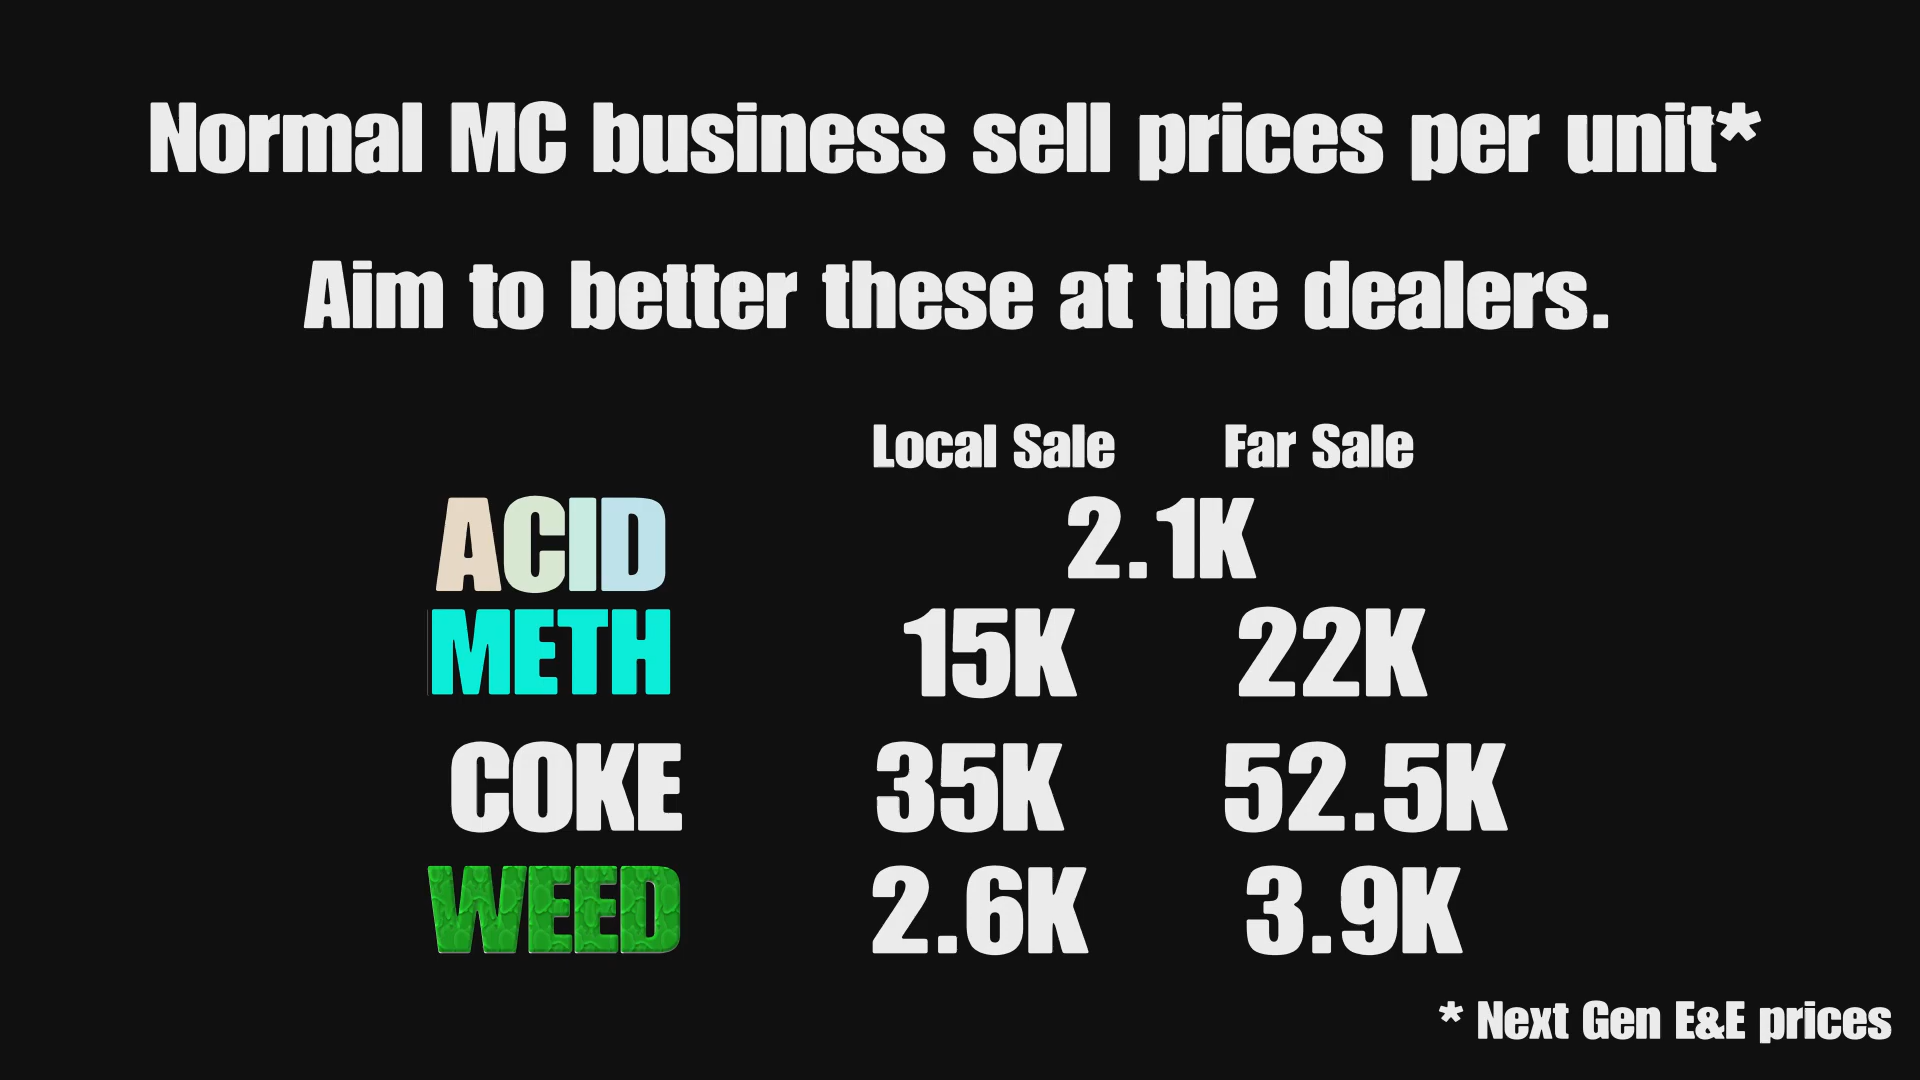 Normal MC business sell prices per unit*
Aim to better these at the dealers.
Local Sale Far Sale
ACID 2.1K
METH 15K 22K
COKE 35K 52.5K
WEED 2.6K 3.9K
* Next Gen E&E prices